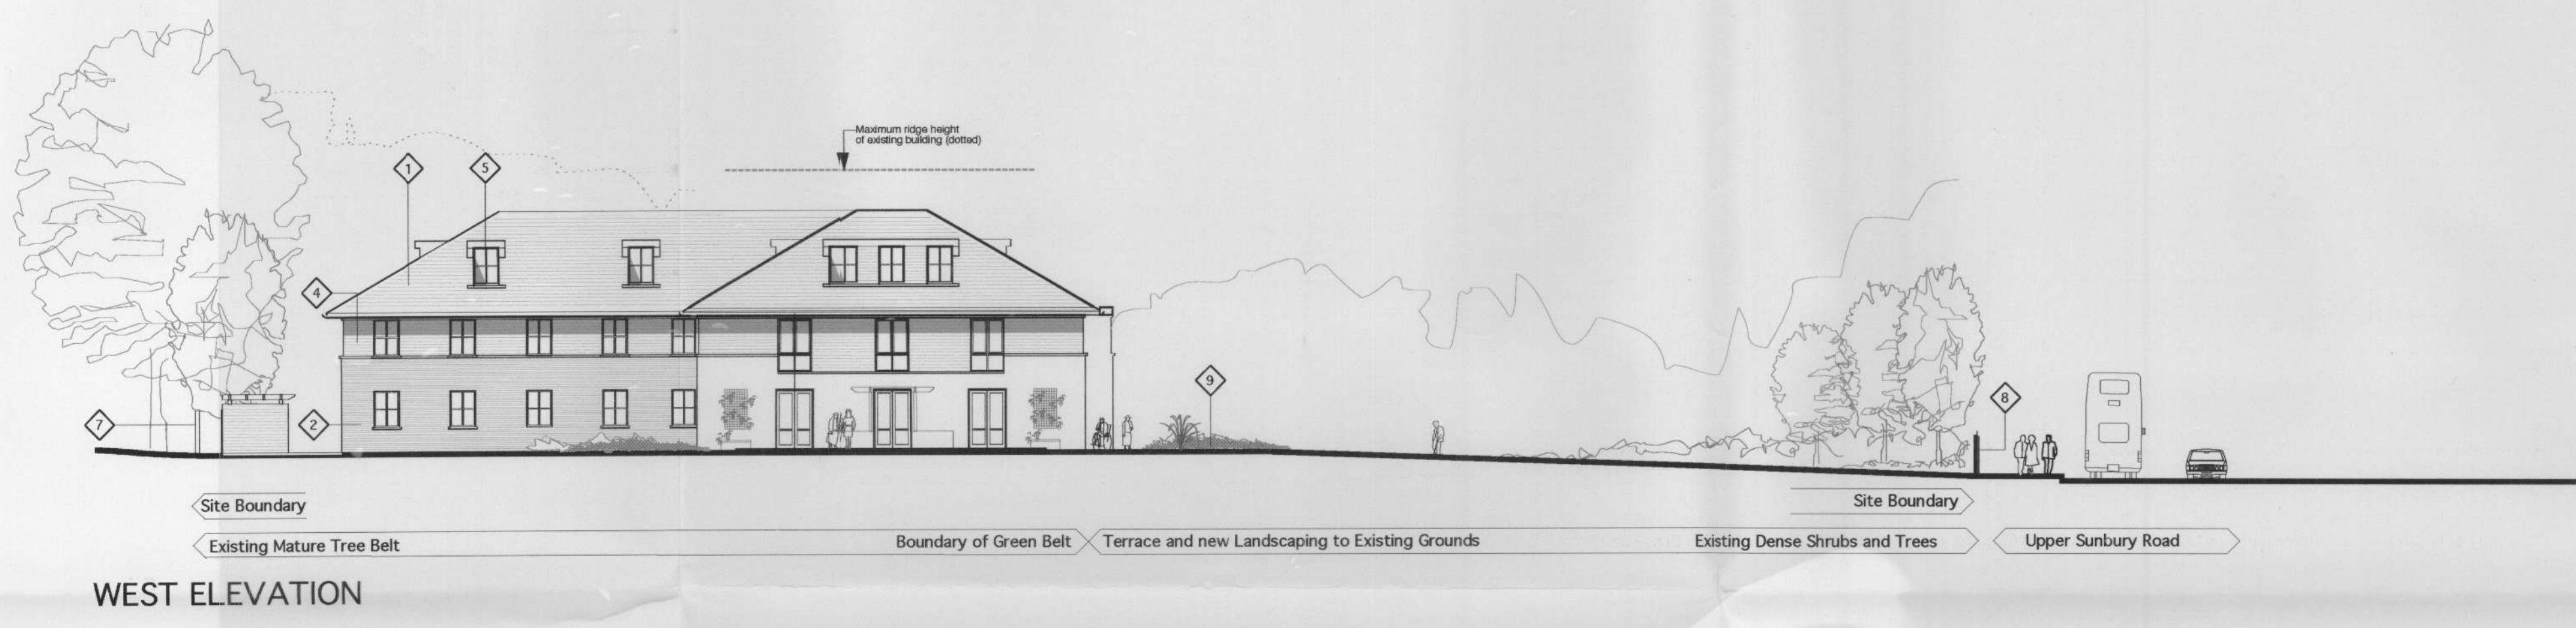 Maximum ridge height
of existing building (dotted)
1
5
4
9
8
7
2
Site Boundary
Site Boundary
Existing Mature Tree Belt
Boundary of Green Belt
Terrace and new Landscaping to Existing Grounds
Existing Dense Shrubs and Trees
Upper Sunbury Road
WEST ELEVATION